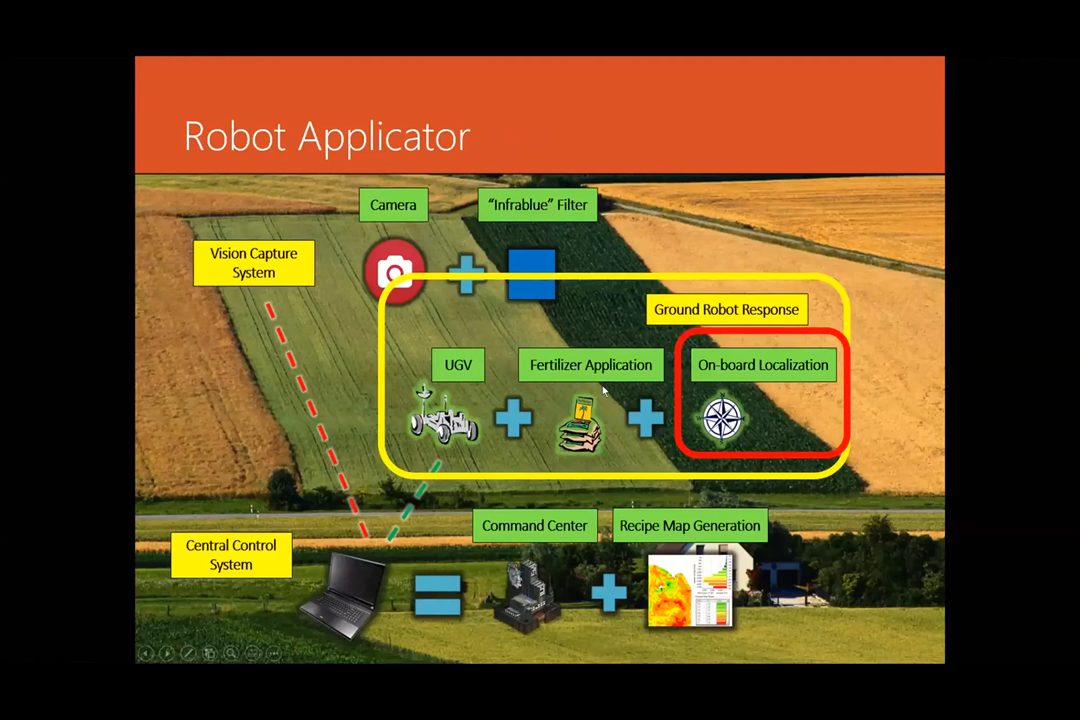 Robot Applicator
Camera
“Infrablue” Filter
Vision Capture
System
Ground Robot Response
UGV
Fertilizer Application
On-board Localization
Command Center
Recipe Map Generation
Central Control
System